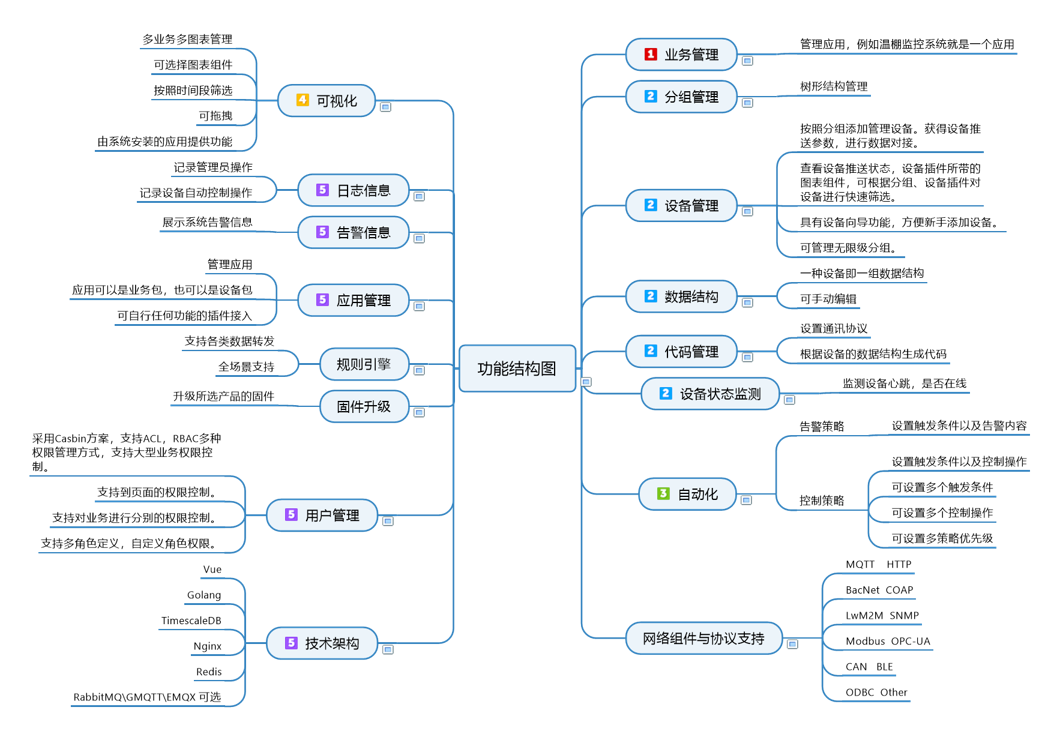 功能结构图
1 业务管理
管理应用，例如温棚监控系统就是一个应用
2 分组管理
树形结构管理
2 设备管理
按照分组添加管理设备。获得设备推
送参数，进行数据对接。
查看设备推送状态，设备插件所带的
图表组件，可根据分组、设备插件对
设备进行快速筛选。
具有设备向导功能，方便新手添加设备。
可管理无限级分组。
2 数据结构
一种设备即一组数据结构
可手动编辑
2 代码管理
设置通讯协议
根据设备的数据结构生成代码
2 设备状态监测
监测设备心跳，是否在线
3 自动化
告警策略
设置触发条件以及告警内容
控制策略
设置触发条件以及控制操作
可设置多个触发条件
可设置多个控制操作
可设置多策略优先级
网络组件与协议支持
MQTT HTTP
BacNet COAP
LwM2M SNMP
Modbus OPC-UA
CAN BLE
ODBC Other
4 可视化
多业务多图表管理
可选择图表组件
按照时间段筛选
可拖拽
由系统安装的应用提供功能
5 日志信息
记录管理员操作
记录设备自动控制操作
5 告警信息
展示系统告警信息
5 应用管理
管理应用
应用可以是业务包，也可以是设备包
可自行任何功能的插件接入
规则引擎
支持各类数据转发
全场景支持
固件升级
升级所选产品的固件
5 用户管理
采用Casbin方案，支持ACL，RBAC多种
权限管理方式，支持大型业务权限控
制。
支持到页面的权限控制。
支持对业务进行分别的权限控制。
支持多角色定义，自定义角色权限。
5 技术架构
Vue
Golang
TimescaleDB
Nginx
Redis
RabbitMQ\GMQTT\EMQX 可选